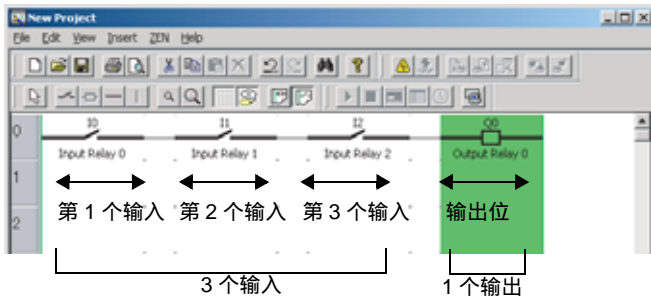 New Project
File Edit View Insert ZEN Help
0 I0 I1 I2 Q0
Input Relay 0 Input Relay 1 Input Relay 2 Output Relay 0
1
第 1 个输入 第 2 个输入 第 3 个输入 输出位
2
3 个输入 1 个输出